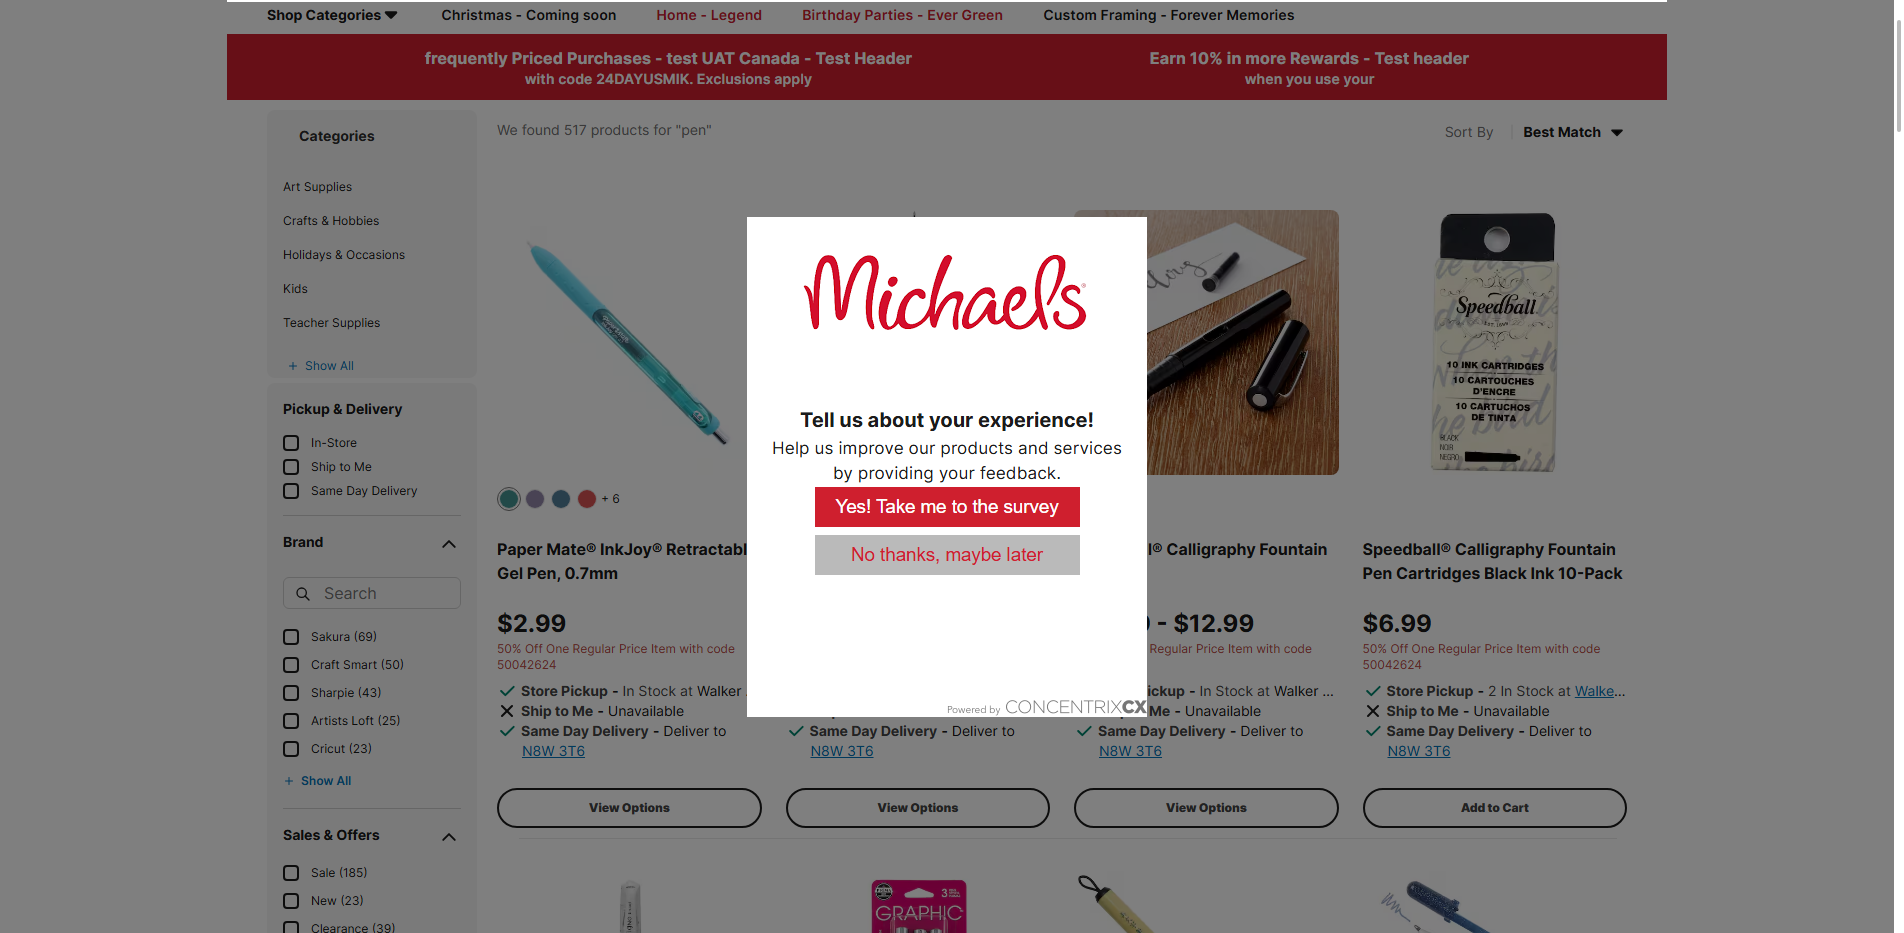 Shop Categories
Christmas - Coming soon
Home - Legend
Birthday Parties - Ever Green
Custom Framing - Forever Memories
frequently Priced Purchases - test UAT Canada - Test Header
with code 24DAYUSMIK. Exclusions apply
Earn 10% in more Rewards - Test header
when you use your
Categories
Art Supplies
Crafts & Hobbies
Holidays & Occasions
Kids
Teacher Supplies
+ Show All
Pickup & Delivery
In-Store
Ship to Me
Same Day Delivery
Brand
Search
Sakura (69)
Craft Smart (50)
Sharpie (43)
Artists Loft (25)
Cricut (23)
+ Show All
Sales & Offers
Sale (185)
New (23)
Clearance (39)
We found 517 products for "pen"
Sort By
Best Match
Michaels
Tell us about your experience!
Help us improve our products and services
by providing your feedback.
Yes! Take me to the survey
No thanks, maybe later
Powered by CONCENTRIXCX
+ 6
Paper Mate® InkJoy® Retractabl
Gel Pen, 0.7mm
$2.99
50% Off One Regular Price Item with code
50042624
Store Pickup - In Stock at Walker
Ship to Me - Unavailable
Same Day Delivery - Deliver to
N8W 3T6
View Options
Same Day Delivery - Deliver to
N8W 3T6
View Options
l® Calligraphy Fountain
- $12.99
Regular Price Item with code
ickup - In Stock at Walker ...
Me - Unavailable
Same Day Delivery - Deliver to
N8W 3T6
View Options
Speedball
EST. 1899
10 INK CARTRIDGES
10 CARTOUCHES
D'ENCRE
10 CARTUCHOS
DE TINTA
BLACK
NOIR
NEGRO
Speedball® Calligraphy Fountain
Pen Cartridges Black Ink 10-Pack
$6.99
50% Off One Regular Price Item with code
50042624
Store Pickup - 2 In Stock at Walke...
Ship to Me - Unavailable
Same Day Delivery - Deliver to
N8W 3T6
Add to Cart
3
GRAPHIC